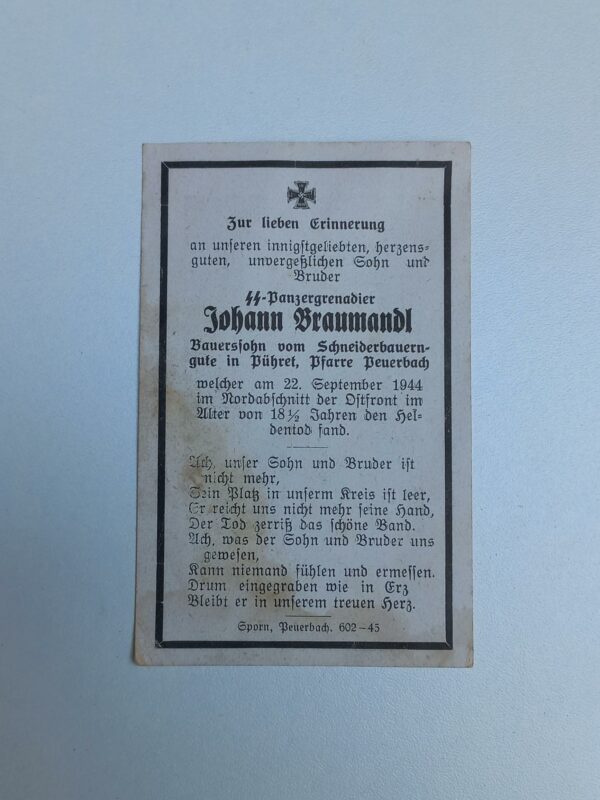 Zur lieben Erinnerung
an unseren innigstgeliebten, herzens-
guten, unvergeßlichen Sohn und
Bruder
SS-Panzergrenadier
Johann Braumandl
Bauerssohn vom Schneiderbauern-
gute in Pühret, Pfarre Peuerbach
welcher am 22. September 1944
im Nordabschnitt der Ostfront im
Alter von 18 ½ Jahren den Hel-
dentod fand.
Ach, unser Sohn und Bruder ist
nicht mehr,
Sein Platz in unserm Kreis ist leer,
Er reicht uns nicht mehr seine Hand,
Der Tod zerriß das schöne Band.
Ach, was der Sohn und Bruder uns
gewesen,
Kann niemand fühlen und ermessen.
Drum eingegraben wie in Erz
Bleibt er in unserem treuen Herz.
Sporn, Peuerbach. 602-45